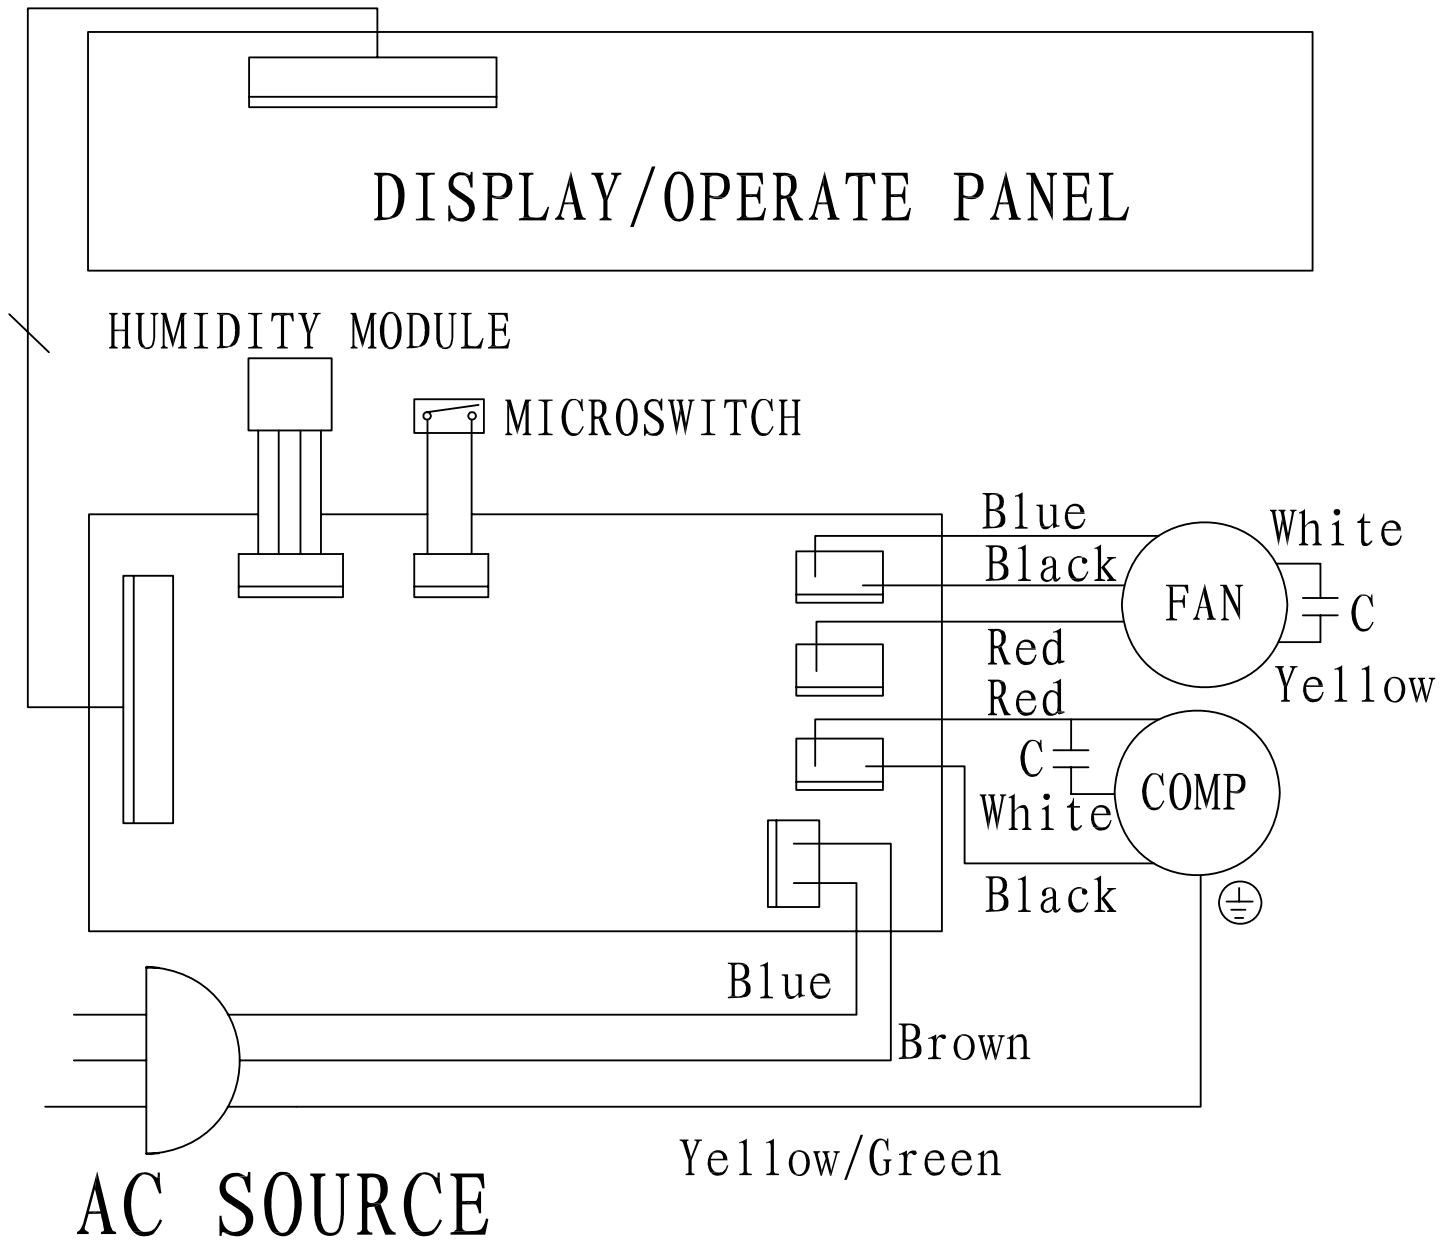 DISPLAY/OPERATE PANEL
HUMIDITY MODULE
MICROSWITCH
Blue
White
Black
FAN
C
Red
Yellow
Red
C
COMP
White
Black
Blue
Brown
Yellow/Green
AC SOURCE